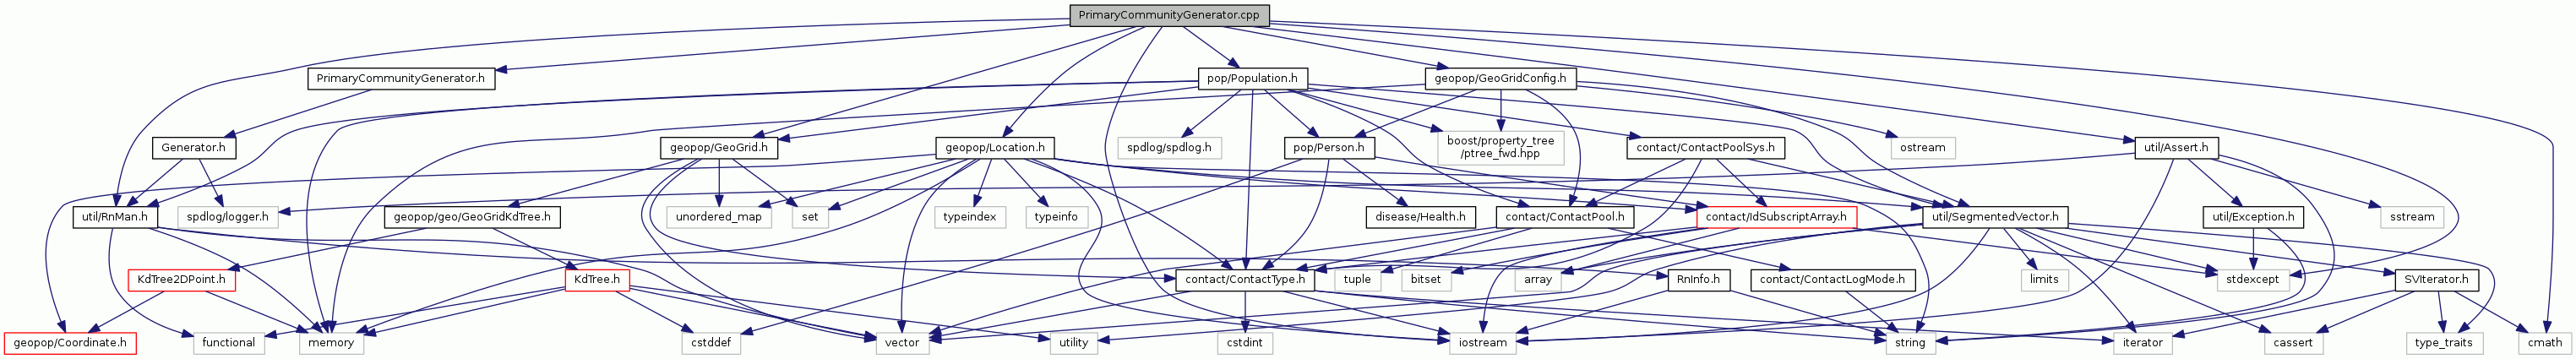 PrimaryCommunityGenerator.cpp
PrimaryCommunityGenerator.h
pop/Population.h
geopop/GeoGridConfig.h
Generator.h
geopop/GeoGrid.h
geopop/Location.h
spdlog/spdlog.h
pop/Person.h
boost/property_tree
/ptree_fwd.hpp
contact/ContactPoolSys.h
ostream
util/Assert.h
util/RnMan.h
spdlog/logger.h
geopop/geo/GeoGridKdTree.h
unordered_map
set
typeindex
typeinfo
disease/Health.h
contact/ContactPool.h
contact/IdSubscriptArray.h
util/SegmentedVector.h
util/Exception.h
sstream
KdTree2DPoint.h
KdTree.h
contact/ContactType.h
tuple
bitset
array
RnInfo.h
contact/ContactLogMode.h
limits
stdexcept
SVIterator.h
geopop/Coordinate.h
functional
memory
cstddef
vector
utility
cstdint
iostream
string
iterator
cassert
type_traits
cmath